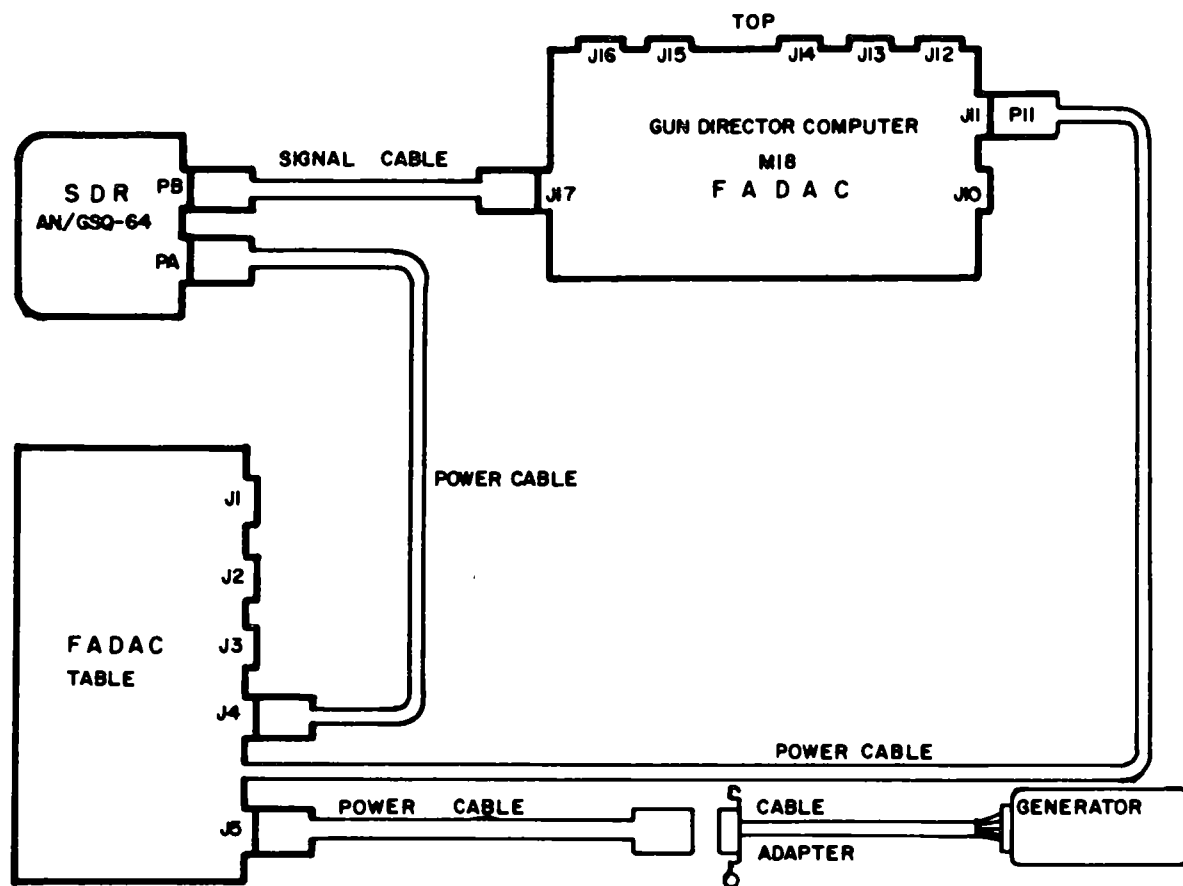 TOP
J16 J15 J14 J13 J12
GUN DIRECTOR COMPUTER
M18
F A D A C
J11
P11
J10
J17
SIGNAL CABLE
S D R
AN/GSQ-64
PB
PA
POWER CABLE
FADAC
TABLE
J1
J2
J3
J4
J5
POWER CABLE
POWER CABLE
CABLE
ADAPTER
GENERATOR